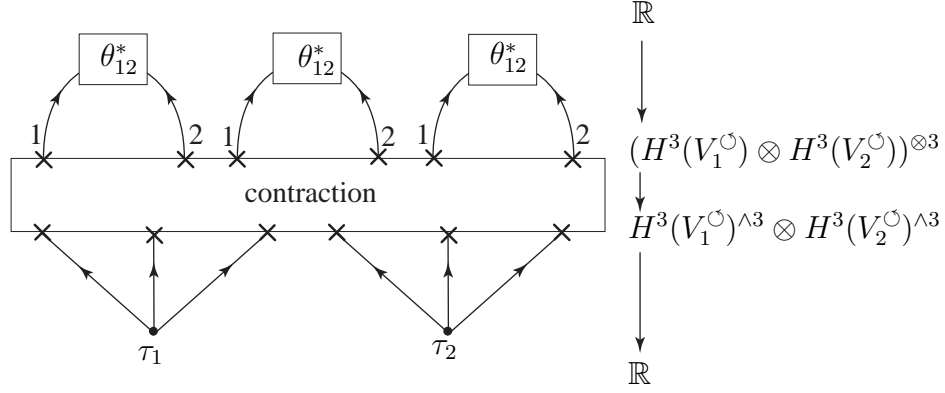 ℝ
θ*₁₂ θ*₁₂ θ*₁₂
1 2 1 2 1 2
(H³(V₁^↺) ⊗ H³(V₂^↺))^⊗3
contraction
H³(V₁^↺)^∧3 ⊗ H³(V₂^↺)^∧3
τ₁ τ₂
ℝ